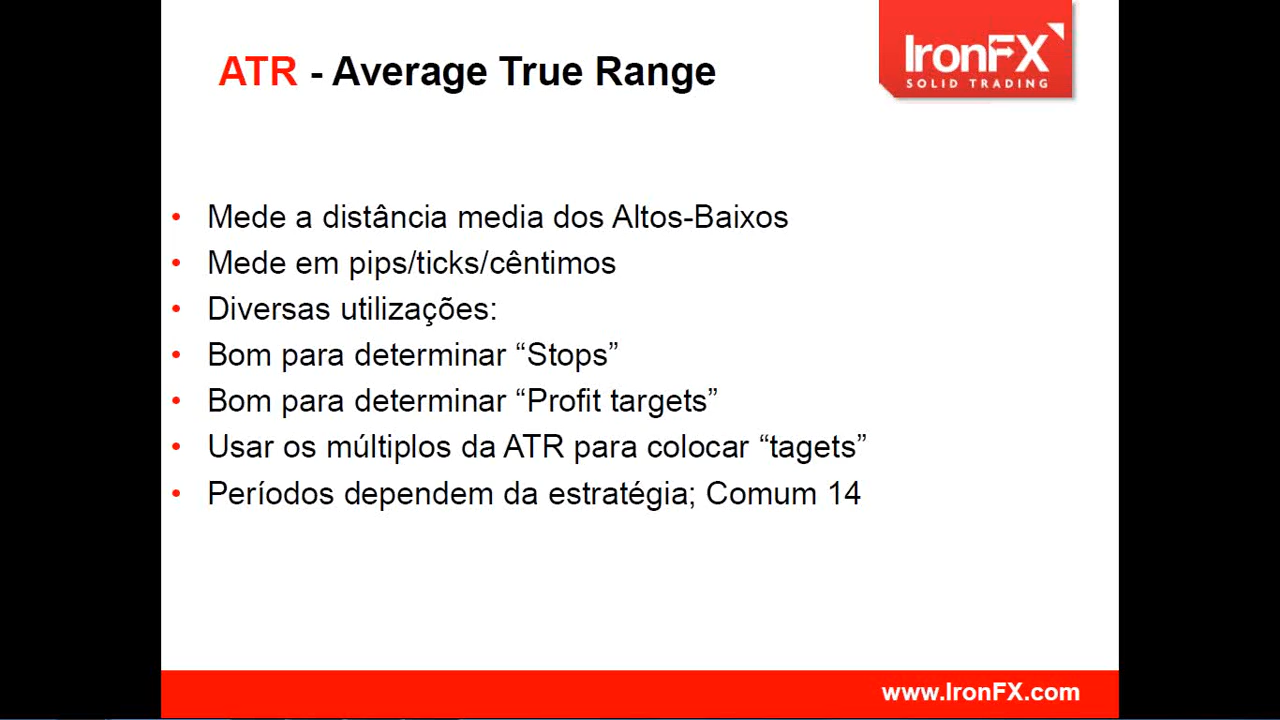 ATR - Average True Range
IronFX
SOLID TRADING
• Mede a distância media dos Altos-Baixos
• Mede em pips/ticks/cêntimos
• Diversas utilizações:
• Bom para determinar “Stops”
• Bom para determinar “Profit targets”
• Usar os múltiplos da ATR para colocar “tagets”
• Períodos dependem da estratégia; Comum 14
www.IronFX.com